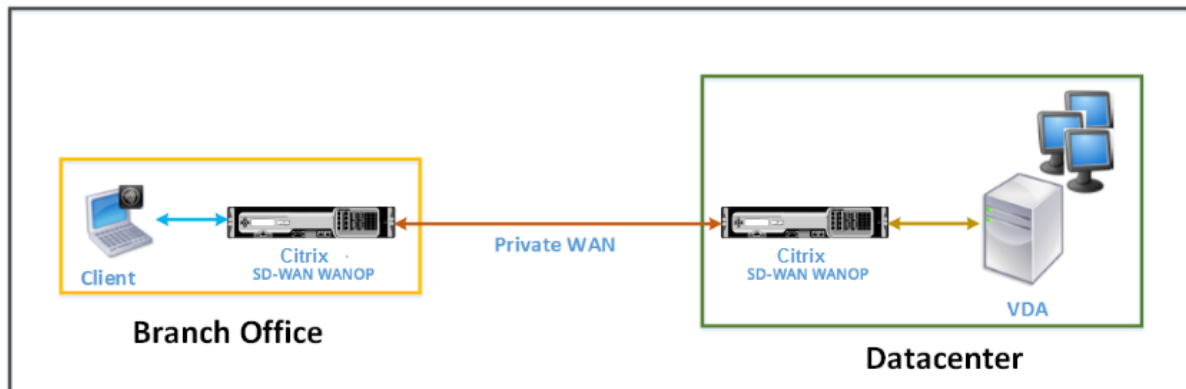 Client
Citrix
SD-WAN WANOP
Branch Office
Private WAN
Citrix
SD-WAN WANOP
VDA
Datacenter